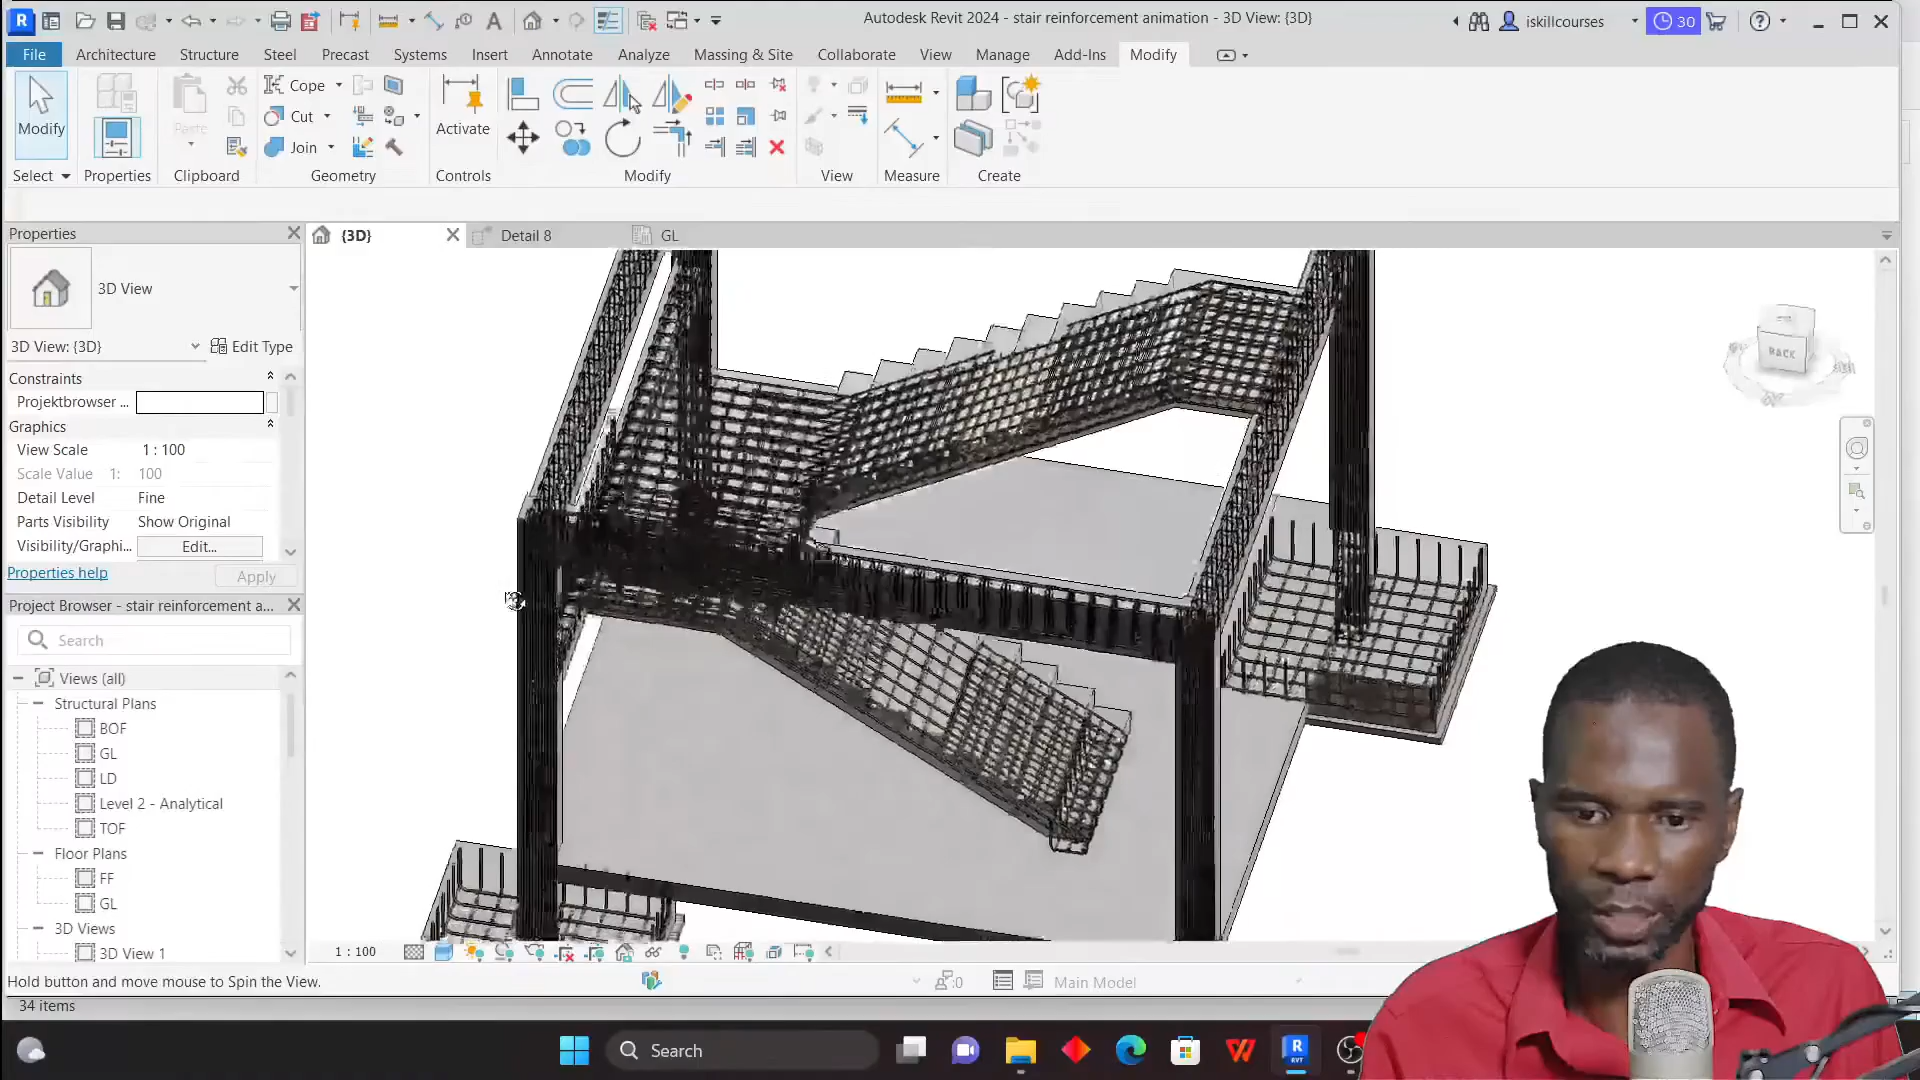 Autodesk Revit 2024 - stair reinforcement animation - 3D View: {3D}
iskillcourses
30
File Architecture Structure Steel Precast Systems Insert Annotate Analyze Massing & Site Collaborate View Manage Add-Ins Modify
Modify
Paste
Cope
Cut
Join
Activate
Select Properties Clipboard Geometry Controls Modify View Measure Create
Properties
{3D}
Detail 8
GL
3D View
3D View: {3D}
Edit Type
Constraints
Projektbrowser ...
Graphics
View Scale 1 : 100
Scale Value 1: 100
Detail Level Fine
Parts Visibility Show Original
Visibility/Graphi... Edit...
Properties help
Apply
Project Browser - stair reinforcement a...
Search
Views (all)
Structural Plans
BOF
GL
LD
Level 2 - Analytical
TOF
Floor Plans
FF
GL
3D Views
3D View 1
BACK
1 : 100
Hold button and move mouse to Spin the View.
:0
Main Model
34 items
Search
R
RVT